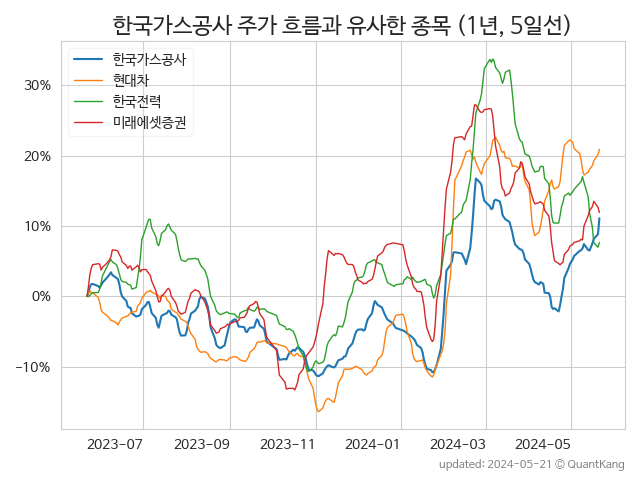 한국가스공사 주가 흐름과 유사한 종목 (1년, 5일선)
한국가스공사
현대차
한국전력
미래에셋증권
30%
20%
10%
0%
−10%
2023-07 2023-09 2023-11 2024-01 2024-03 2024-05
updated: 2024-05-21 © QuantKang